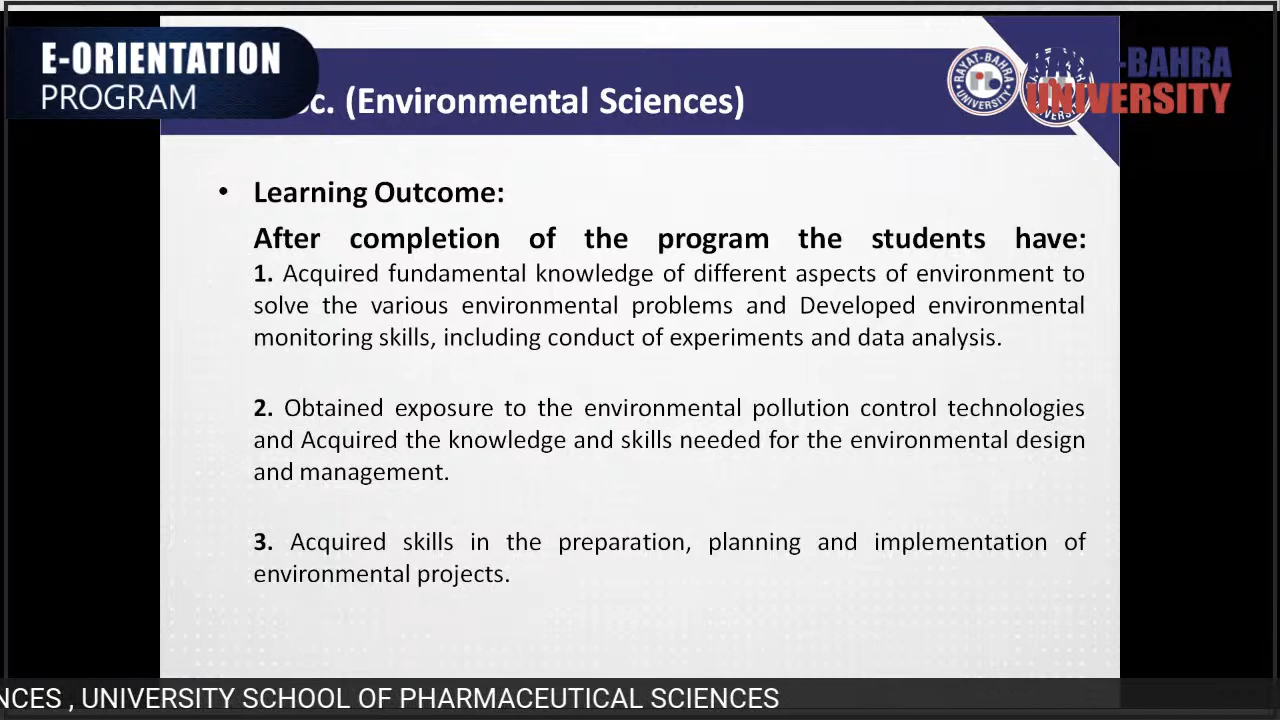 E-ORIENTATION
PROGRAM
c. (Environmental Sciences)
RAYAT-BAHRA
UNIVERSITY
-BAHRA
UNIVERSITY
• Learning Outcome:
After completion of the program the students have:
1. Acquired fundamental knowledge of different aspects of environment to
solve the various environmental problems and Developed environmental
monitoring skills, including conduct of experiments and data analysis.
2. Obtained exposure to the environmental pollution control technologies
and Acquired the knowledge and skills needed for the environmental design
and management.
3. Acquired skills in the preparation, planning and implementation of
environmental projects.
NCES , UNIVERSITY SCHOOL OF PHARMACEUTICAL SCIENCES